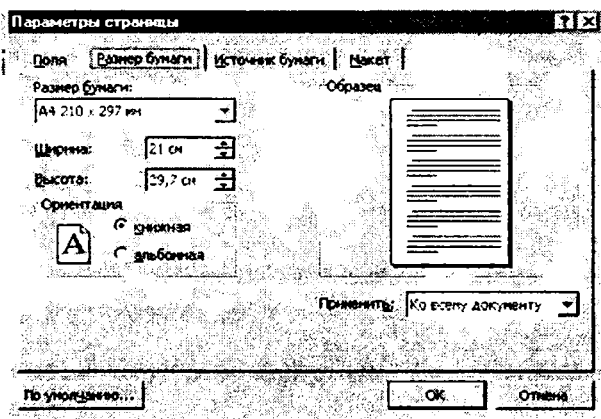 Параметры страницы
Поля Размер бумаги Источник бумаги Макет
Размер бумаги:
A4 210 x 297 мм
Образец
Ширина: 21 см
Высота: 29,7 см
Ориентация
A книжная
альбомная
Применить: Ко всему документу
По умолчанию... ОК Отмена